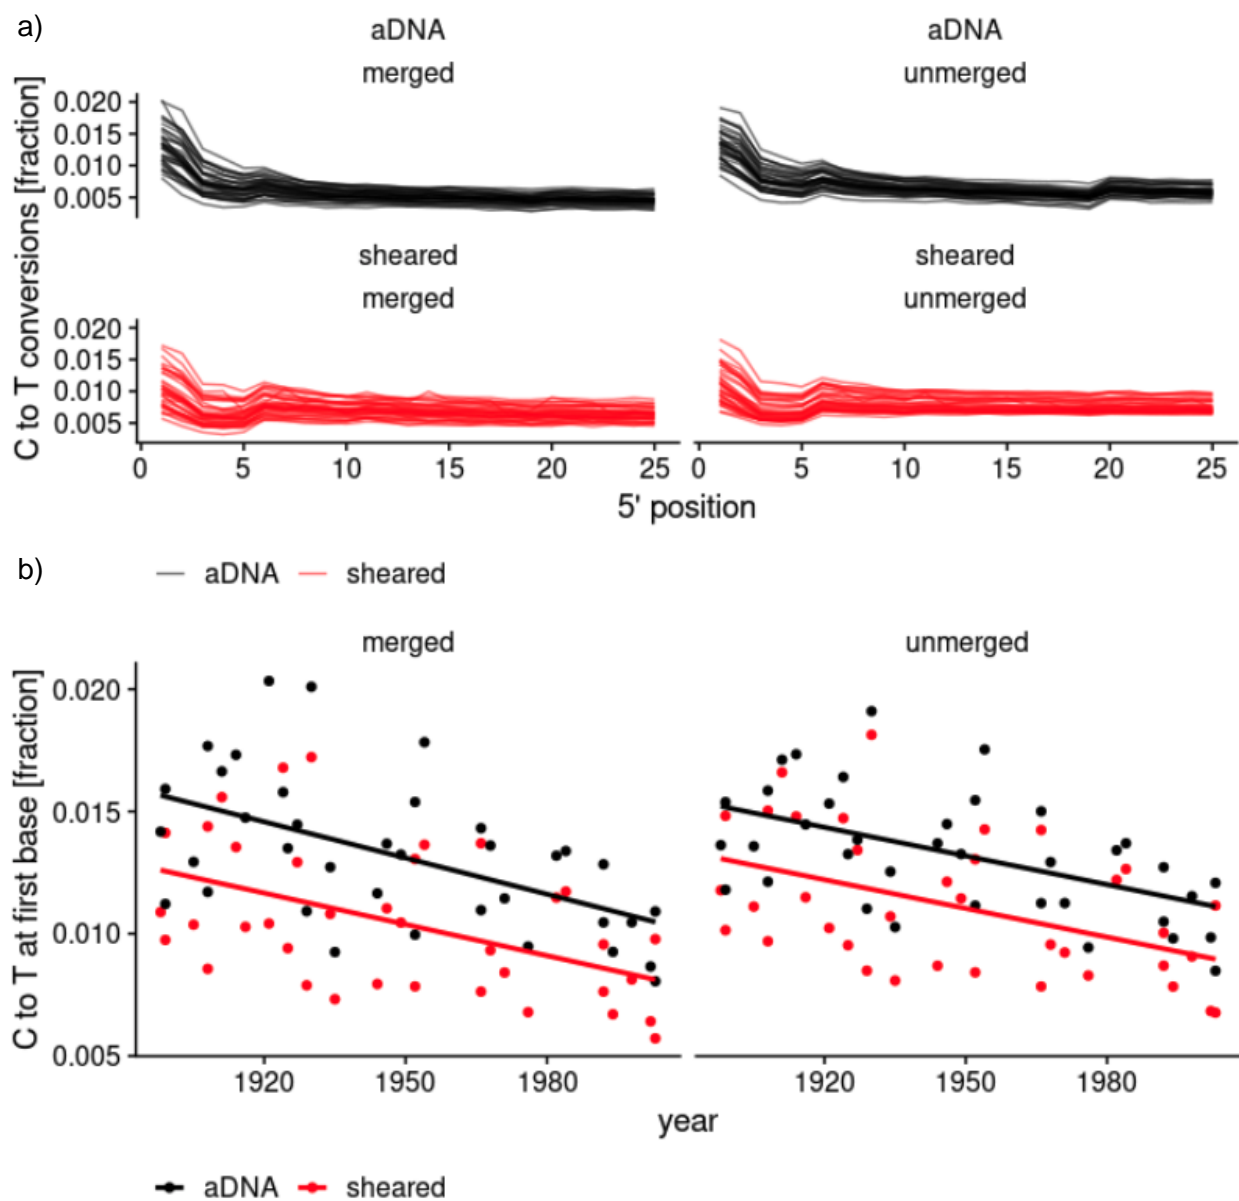 a)
aDNA
merged
aDNA
unmerged
C to T conversions [fraction]
0.020
0.015
0.010
0.005
sheared
merged
sheared
unmerged
0.020
0.015
0.010
0.005
0 5 10 15 20 25
0 5 10 15 20 25
5' position
b)
aDNA sheared
merged
unmerged
C to T at first base [fraction]
0.020
0.015
0.010
0.005
1920 1950 1980
1920 1950 1980
year
aDNA sheared